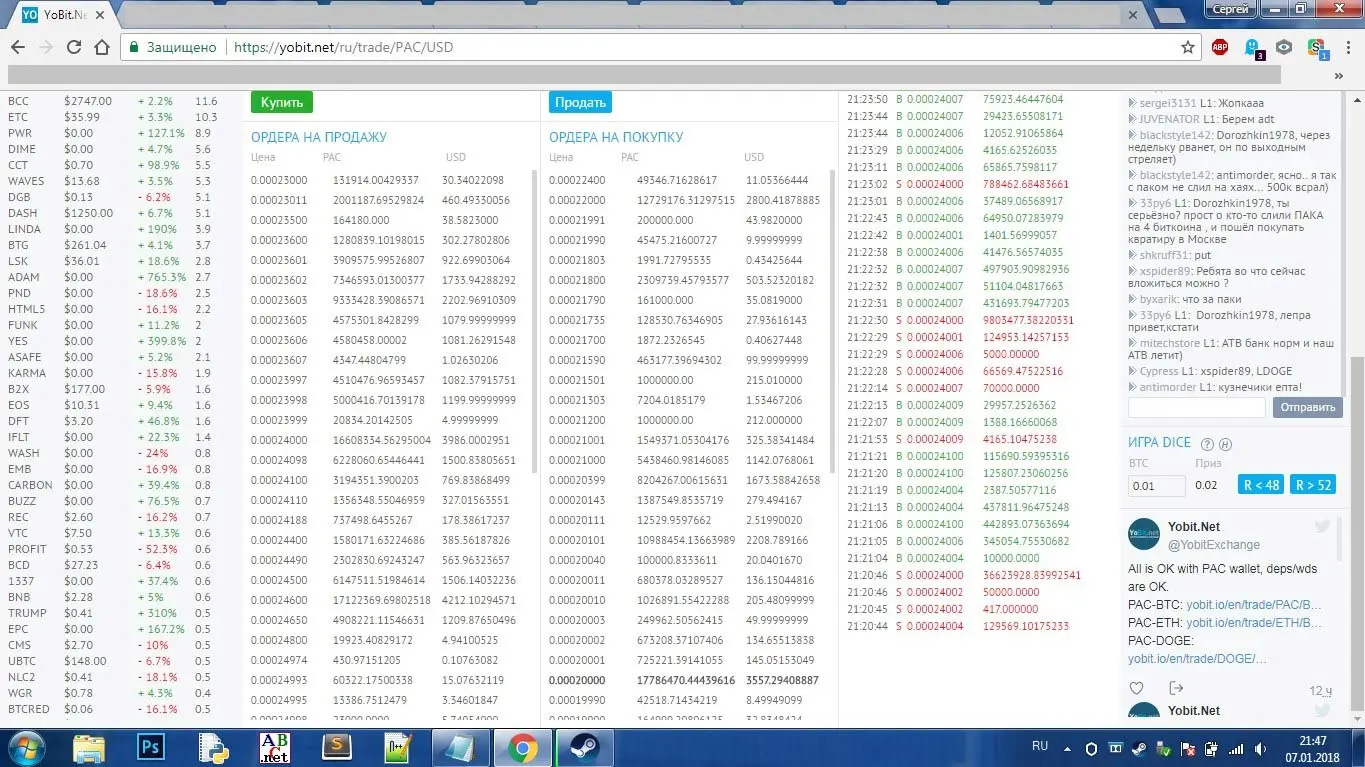 YoBit.Ne
Сергей
Защищено https://yobit.net/ru/trade/PAC/USD
ABP 3 S 1
»
BCC $2747.00 + 2.2% 11.6
ETC $35.99 + 3.3% 10.3
PWR $0.00 + 127.1% 8.9
DIME $0.00 + 4.7% 5.6
CCT $0.70 + 98.9% 5.5
WAVES $13.68 + 3.5% 5.3
DGB $0.13 - 6.2% 5.1
DASH $1250.00 + 6.7% 5.1
LINDA $0.00 + 190% 3.9
BTG $261.04 + 4.1% 3.7
LSK $36.01 + 18.6% 2.8
ADAM $0.00 + 765.3% 2.7
PND $0.00 - 18.6% 2.5
HTML5 $0.00 - 16.1% 2.2
FUNK $0.00 + 11.2% 2
YES $0.00 + 399.8% 2
ASAFE $0.00 + 5.2% 2.1
KARMA $0.00 - 15.8% 1.9
B2X $177.00 - 5.9% 1.6
EOS $10.31 + 9.4% 1.6
DFT $3.20 + 46.8% 1.6
IFLT $0.00 + 22.3% 1.4
WASH $0.00 - 24% 0.8
EMB $0.00 - 16.9% 0.8
CARBON $0.00 + 39.4% 0.8
BUZZ $0.00 + 76.5% 0.7
REC $2.60 - 16.2% 0.7
VTC $7.50 + 13.3% 0.6
PROFIT $0.53 - 52.3% 0.6
BCD $27.23 - 6.4% 0.6
1337 $0.00 + 37.4% 0.6
BNB $2.28 + 5% 0.6
TRUMP $0.41 + 310% 0.5
EPC $0.00 + 167.2% 0.5
CMS $2.70 - 10% 0.5
UBTC $148.00 - 6.7% 0.5
NLC2 $0.41 - 18.1% 0.5
WGR $0.78 + 4.3% 0.4
BTCRED $0.06 - 16.1% 0.5
Купить
ОРДЕРА НА ПРОДАЖУ
Цена PAC USD
0.00023000 131914.00429337 30.34022098
0.00023011 2001187.69529824 460.49330056
0.00023500 164180.000 38.5823000
0.00023600 1280839.10198015 302.27802806
0.00023601 3909575.99526807 922.69903064
0.00023602 7346593.01300377 1733.94288292
0.00023603 9333428.39086571 2202.96910309
0.00023605 4575301.8428299 1079.99999999
0.00023606 4580458.00002 1081.26291548
0.00023607 4347.44804799 1.02630206
0.00023997 4510476.96593457 1082.37915751
0.00023998 5000416.70139178 1199.99999999
0.00023999 20834.20142505 4.99999999
0.00024000 16608334.56295004 3986.0002951
0.00024098 6228060.65446441 1500.83805651
0.00024100 3194351.3900203 769.83868499
0.00024110 1356348.55046959 327.01563551
0.00024188 737498.6455267 178.38617237
0.00024400 1580171.63224688 385.56187826
0.00024490 2302830.69243247 563.96323657
0.00024500 6147511.51984614 1506.14032236
0.00024600 17122369.69802518 4212.10294571
0.00024650 4908221.11546631 1209.87650496
0.00024800 19923.40829172 4.94100525
0.00024974 430.97151205 0.10763082
0.00024993 60322.17500338 15.07632119
0.00024995 13386.7512479 3.34601847
Продать
ОРДЕРА НА ПОКУПКУ
Цена PAC USD
0.00022400 49346.71628617 11.05366444
0.00022000 12729176.31297515 2800.41878885
0.00021991 200000.000 43.9820000
0.00021990 45475.21600727 9.99999999
0.00021803 1991.72795535 0.43425644
0.00021800 2309739.45793577 503.52320182
0.00021790 161000.000 35.0819000
0.00021735 128530.76346905 27.93616143
0.00021700 1872.2326545 0.40627448
0.00021590 463177.39694302 99.99999999
0.00021501 1000000.00 215.010000
0.00021303 7204.0185179 1.53467206
0.00021200 1000000.00 212.000000
0.00021001 1549371.05304176 325.38341484
0.00021000 5438460.98146085 1142.0768061
0.00020399 8204267.00615631 1673.58842658
0.00020143 1387549.8535719 279.494167
0.00020111 12529.9597662 2.51990020
0.00020101 10988454.13663989 2208.789166
0.00020040 100000.8333611 20.0401670
0.00020011 680378.03289527 136.15044816
0.00020010 1026891.55422288 205.48099999
0.00020003 249962.50562415 49.99999999
0.00020002 673208.37107406 134.65513838
0.00020001 725221.39141055 145.05153049
0.00020000 17786470.44439616 3557.29408887
0.00019990 42518.71434219 8.49949099
21:23:50 B 0.00024007 75923.46447604
21:23:44 B 0.00024007 29423.65508171
21:23:44 B 0.00024006 12052.91065864
21:23:29 B 0.00024006 4165.62526035
21:23:11 B 0.00024006 65865.7598117
21:23:02 S 0.00024000 788462.68483661
21:23:01 B 0.00024006 37489.06568917
21:22:43 B 0.00024006 64950.07283979
21:22:42 B 0.00024001 1401.56999057
21:22:38 B 0.00024006 41476.56574035
21:22:32 B 0.00024007 497903.90982936
21:22:32 B 0.00024007 51104.04817663
21:22:31 B 0.00024007 431693.79477203
21:22:30 S 0.00024000 9803477.38220331
21:22:29 S 0.00024001 124953.14257153
21:22:29 S 0.00024006 5000.00000
21:22:28 S 0.00024006 66569.47522516
21:22:14 S 0.00024007 70000.0000
21:22:13 B 0.00024009 29957.2526362
21:22:07 B 0.00024009 1388.16660068
21:21:53 S 0.00024009 4165.10475238
21:21:21 B 0.00024100 115690.59395316
21:21:20 B 0.00024100 125807.23060256
21:21:19 B 0.00024004 2387.50577116
21:21:13 B 0.00024004 437811.96475248
21:21:06 B 0.00024100 442893.07363694
21:21:05 B 0.00024006 345054.75530682
21:21:04 B 0.00024004 10000.0000
21:20:46 S 0.00024000 36623928.83992541
21:20:46 S 0.00024002 50000.0000
21:20:45 S 0.00024002 417.000000
21:20:44 S 0.00024004 129569.10175233
sergei3131 L1: Жопкааа
JUVENATOR L1: Берем adt
blackstyle142: Dorozhkin1978, через
недельку рванет, он по выходным
стреляет)
blackstyle142: antimorder, ясно.. я так
с паком не слил на хаях... 500к всрал)
33ру6 L1: Dorozhkin1978, ты
серьёзно? прост о кто-то слили ПАКА
на 4 биткоина , и пошёл покупать
кваратиру в Москве
shkruff31: put
xspider89: Ребята во что сейчас
вложиться можно ?
byxarik: что за паки
33ру6 L1: Dorozhkin1978, лепра
привет,кстати
mitechstore L1: АТВ банк норм и наш
АТВ летит)
Cypress L1: xspider89, LDOGE
antimorder L1: кузнечики епта!
Отправить
ИГРА DICE ? H
BTC Приз
0.01 0.02 R < 48 R > 52
Yobit.Net
@YobitExchange
All is OK with PAC wallet, deps/wds
are OK.
PAC-BTC: yobit.io/en/trade/PAC/B...
PAC-ETH: yobit.io/en/trade/ETH/B...
PAC-DOGE:
yobit.io/en/trade/DOGE/...
12ч
Yobit.Net
Ps AB C .net S N++
RU
21:47
07.01.2018